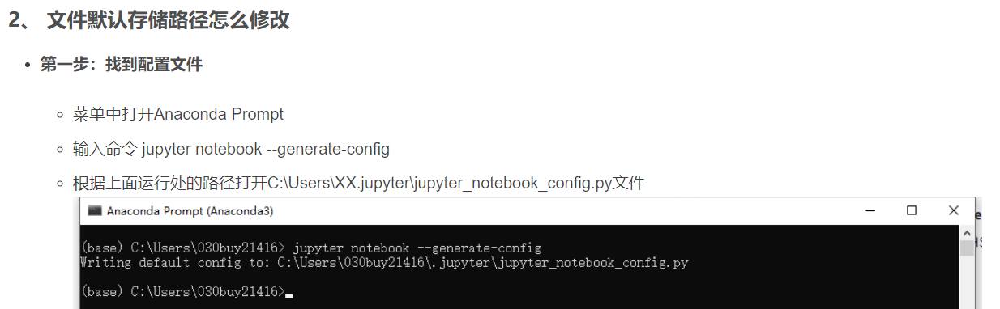 2、 文件默认存储路径怎么修改
• 第一步：找到配置文件
◦ 菜单中打开Anaconda Prompt
◦ 输入命令 jupyter notebook --generate-config
◦ 根据上面运行处的路径打开C:\Users\XX.jupyter\jupyter_notebook_config.py文件
Anaconda Prompt (Anaconda3)
(base) C:\Users\030buy21416> jupyter notebook --generate-config
Writing default config to: C:\Users\030buy21416\.jupyter\jupyter_notebook_config.py
(base) C:\Users\030buy21416>